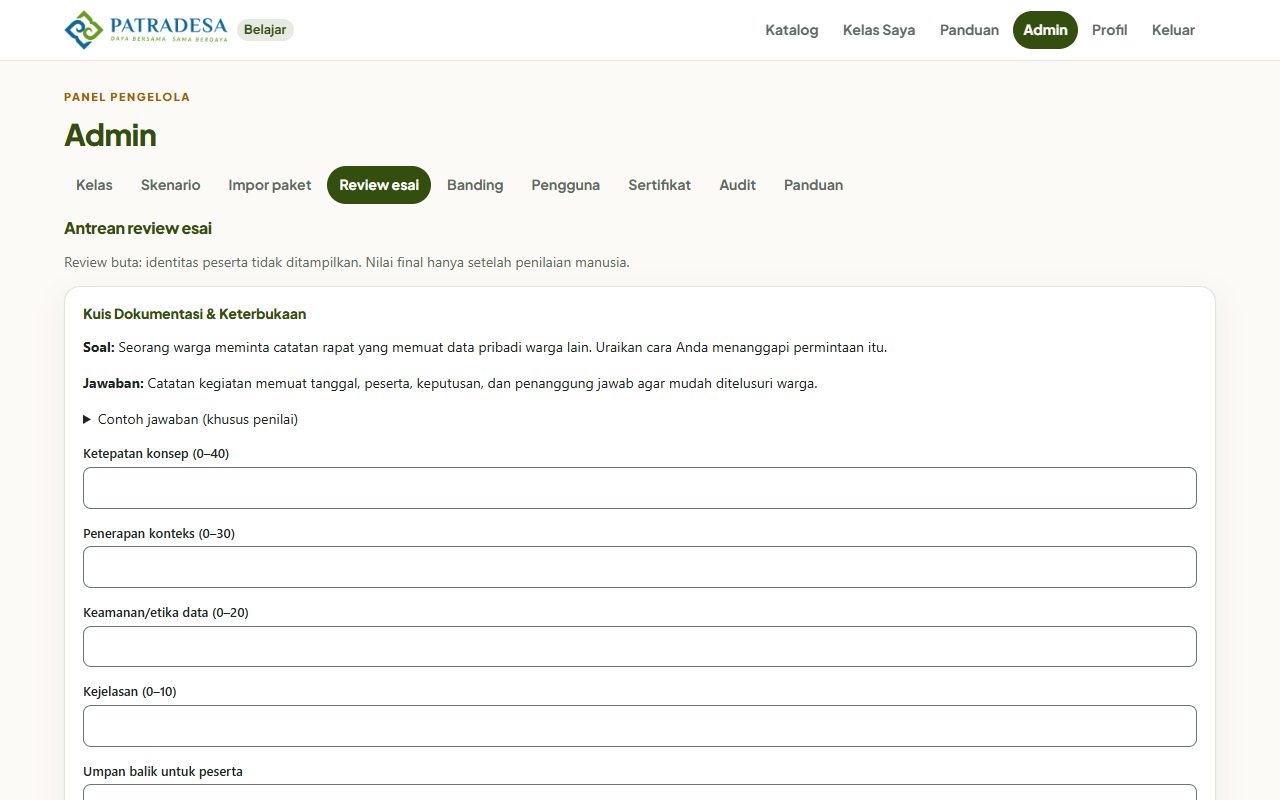 PATRADESA
DAYA BERSAMA SAMA BERDAYA
Belajar
Katalog
Kelas Saya
Panduan
Admin
Profil
Keluar
PANEL PENGELOLA
Admin
Kelas
Skenario
Impor paket
Review esai
Banding
Pengguna
Sertifikat
Audit
Panduan
Antrean review esai
Review buta: identitas peserta tidak ditampilkan. Nilai final hanya setelah penilaian manusia.
Kuis Dokumentasi & Keterbukaan
Soal: Seorang warga meminta catatan rapat yang memuat data pribadi warga lain. Uraikan cara Anda menanggapi permintaan itu.
Jawaban: Catatan kegiatan memuat tanggal, peserta, keputusan, dan penanggung jawab agar mudah ditelusuri warga.
Contoh jawaban (khusus penilai)
Ketepatan konsep (0–40)
Penerapan konteks (0–30)
Keamanan/etika data (0–20)
Kejelasan (0–10)
Umpan balik untuk peserta